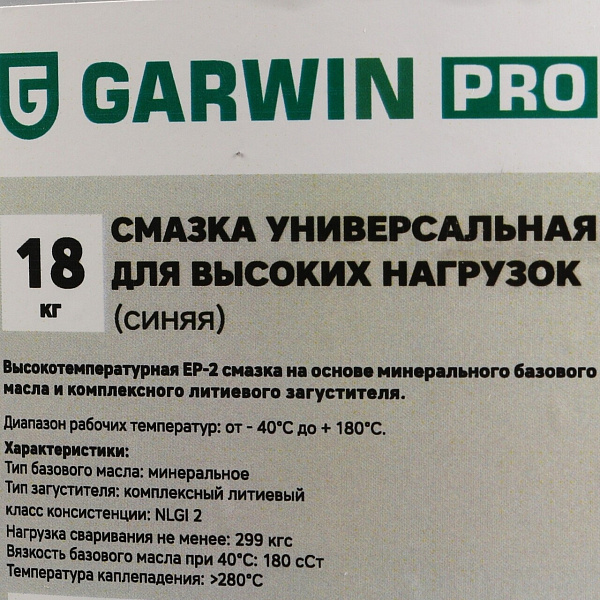 GARWIN PRO
18 кг
СМАЗКА УНИВЕРСАЛЬНАЯ
ДЛЯ ВЫСОКИХ НАГРУЗОК
(синяя)
Высокотемпературная EP-2 смазка на основе минерального базового
масла и комплексного литиевого загустителя.
Диапазон рабочих температур: от - 40°С до + 180°С.
Характеристики:
Тип базового масла: минеральное
Тип загустителя: комплексный литиевый
класс консистенции: NLGI 2
Нагрузка сваривания не менее: 299 кгс
Вязкость базового масла при 40°С: 180 сСт
Температура каплепадения: >280°С